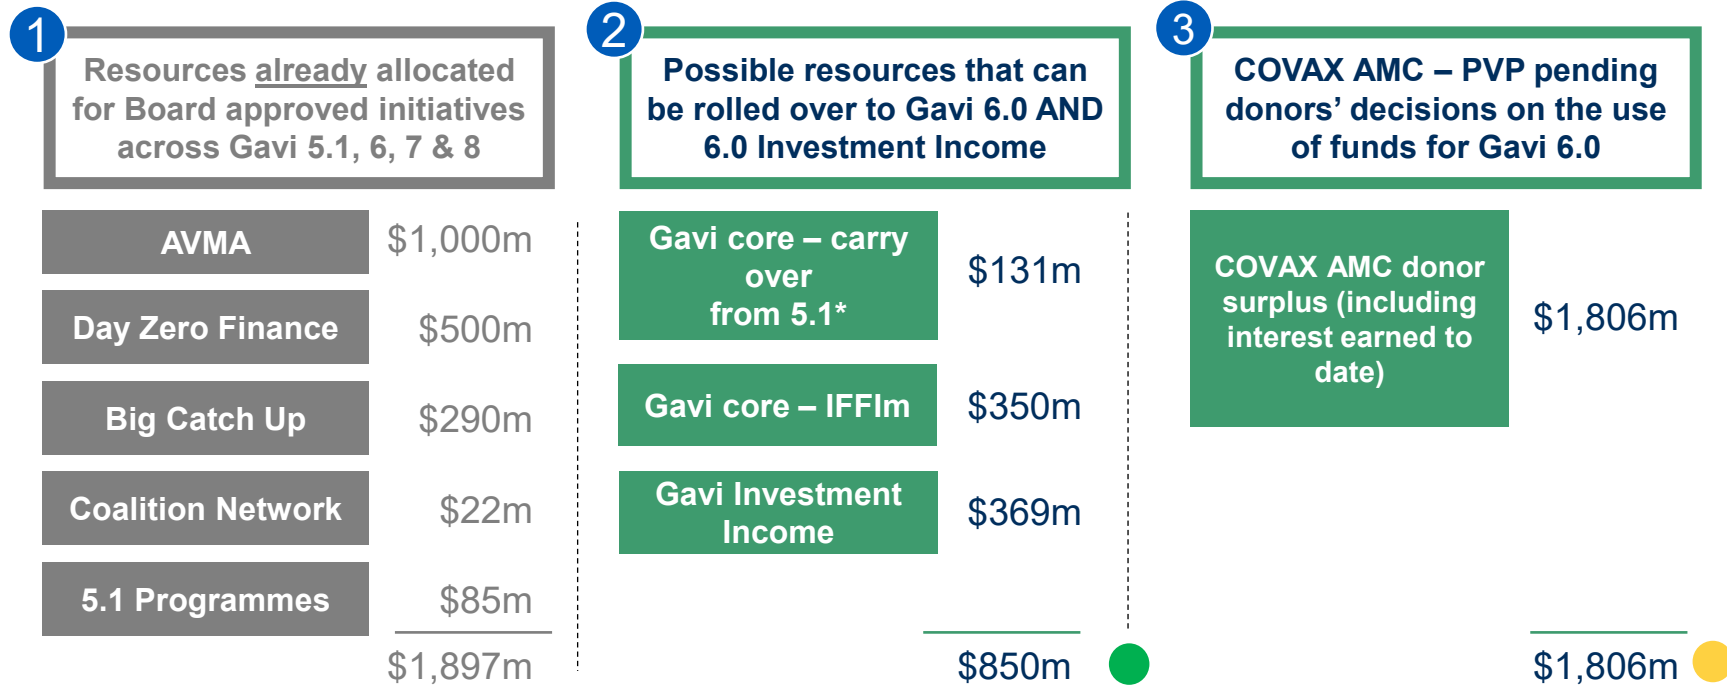 1
Resources already allocated
for Board approved initiatives
across Gavi 5.1, 6, 7 & 8
AVMA
$1,000m
Day Zero Finance
$500m
Big Catch Up
$290m
Coalition Network
$22m
5.1 Programmes
$85m
$1,897m
2
Possible resources that can
be rolled over to Gavi 6.0 AND
6.0 Investment Income
Gavi core – carry
over
from 5.1*
$131m
Gavi core – IFFIm
$350m
Gavi Investment
Income
$369m
$850m
3
COVAX AMC – PVP pending
donors’ decisions on the use
of funds for Gavi 6.0
COVAX AMC donor
surplus (including
interest earned to
date)
$1,806m
$1,806m